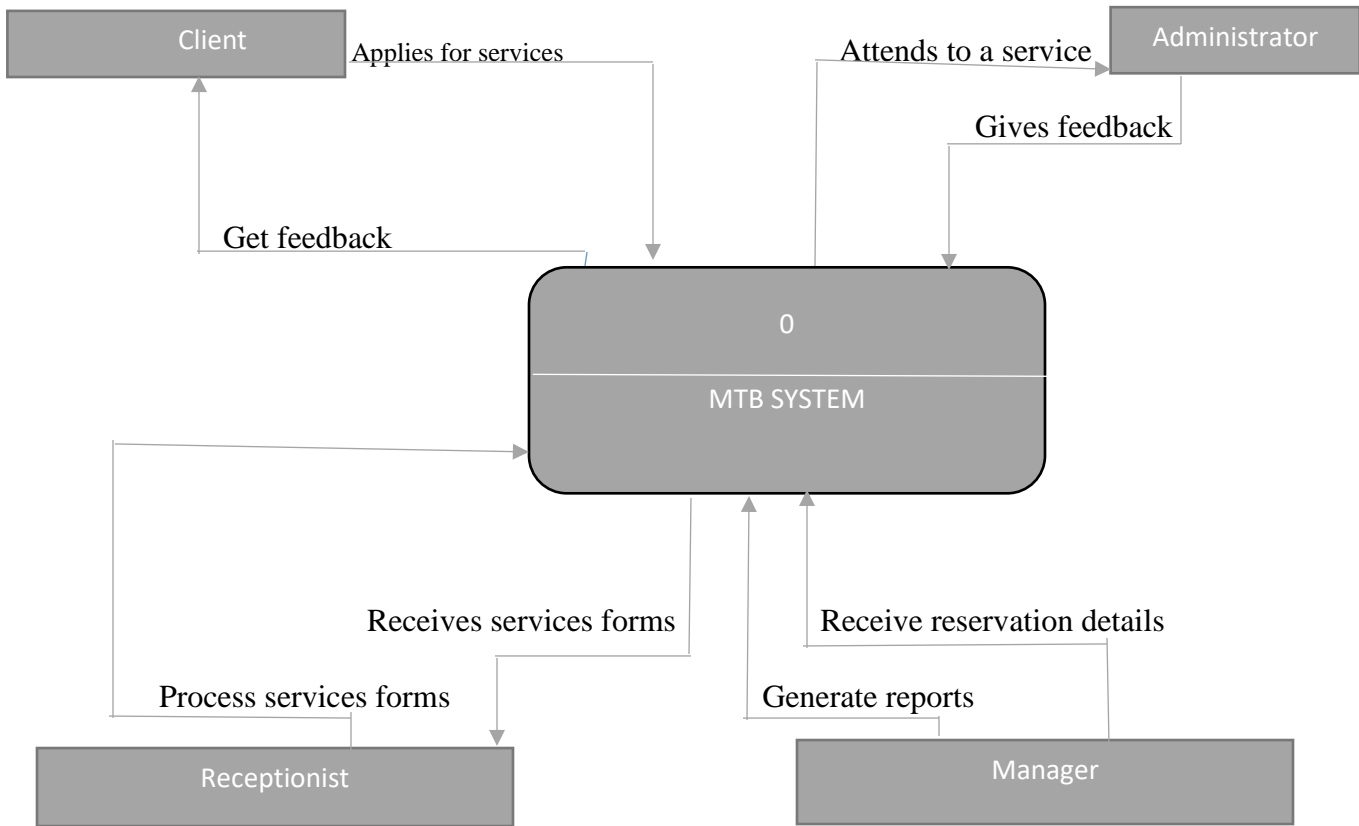 Client
Administrator
Applies for services
Attends to a service
Gives feedback
Get feedback
0
MTB SYSTEM
Receives services forms
Receive reservation details
Process services forms
Generate reports
Receptionist
Manager